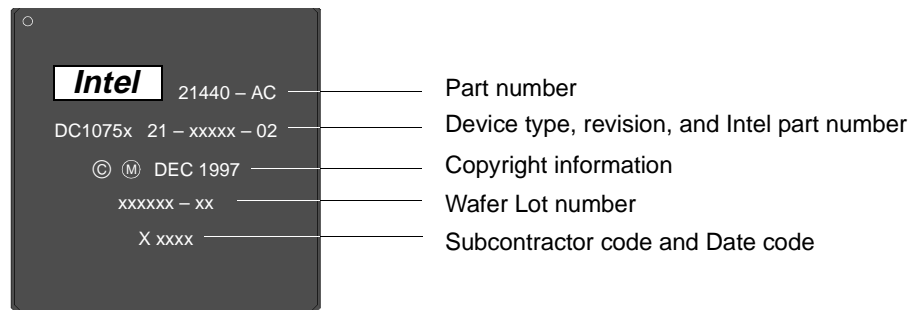 Intel 21440 – AC Part number
DC1075x 21 – xxxxx – 02 Device type, revision, and Intel part number
© Ⓜ DEC 1997 Copyright information
xxxxxx – xx Wafer Lot number
X xxxx Subcontractor code and Date code